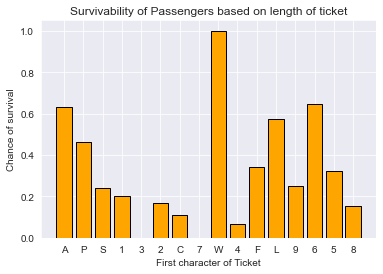 Survivability of Passengers based on length of ticket
Chance of survival
1.0
0.8
0.6
0.4
0.2
0.0
A P S 1 3 2 C 7 W 4 F L 9 6 5 8
First character of Ticket